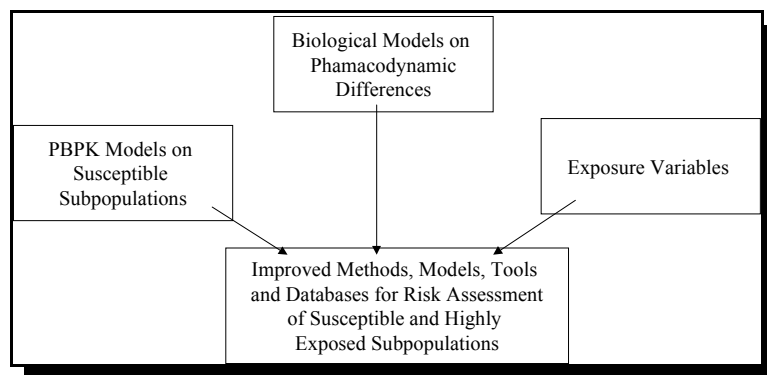 Biological Models on
Phamacodynamic
Differences
PBPK Models on
Susceptible
Subpopulations
Exposure Variables
Improved Methods, Models, Tools
and Databases for Risk Assessment
of Susceptible and Highly
Exposed Subpopulations